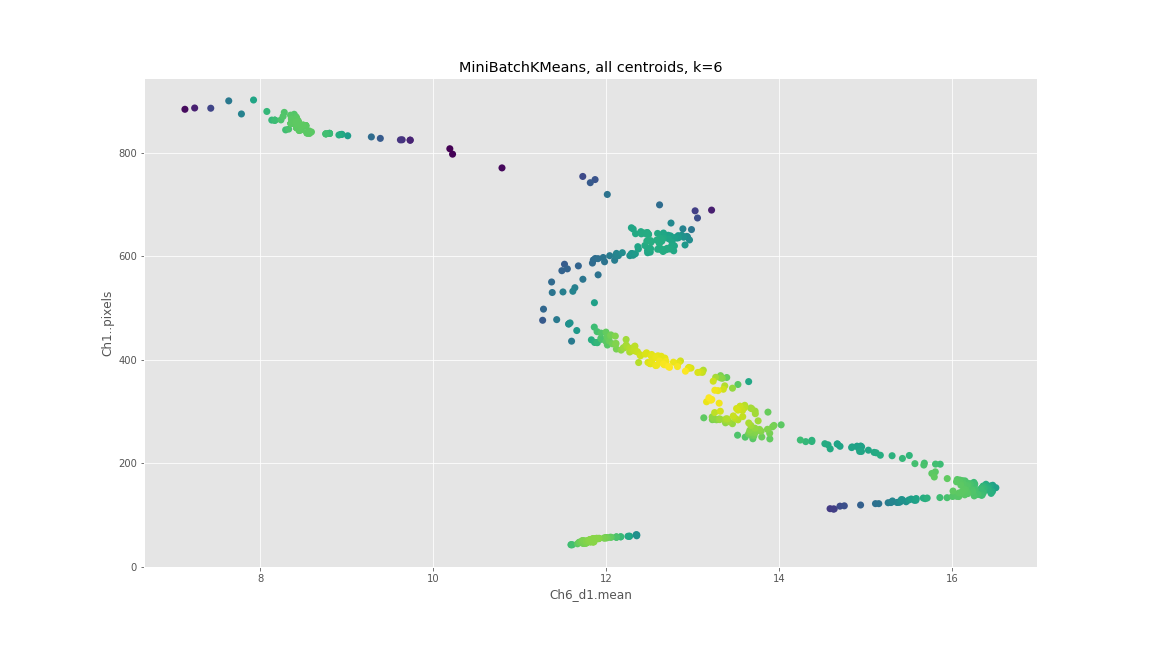 MiniBatchKMeans, all centroids, k=6
800
600
400
200
0
Ch1..pixels
8 10 12 14 16
Ch6_d1.mean